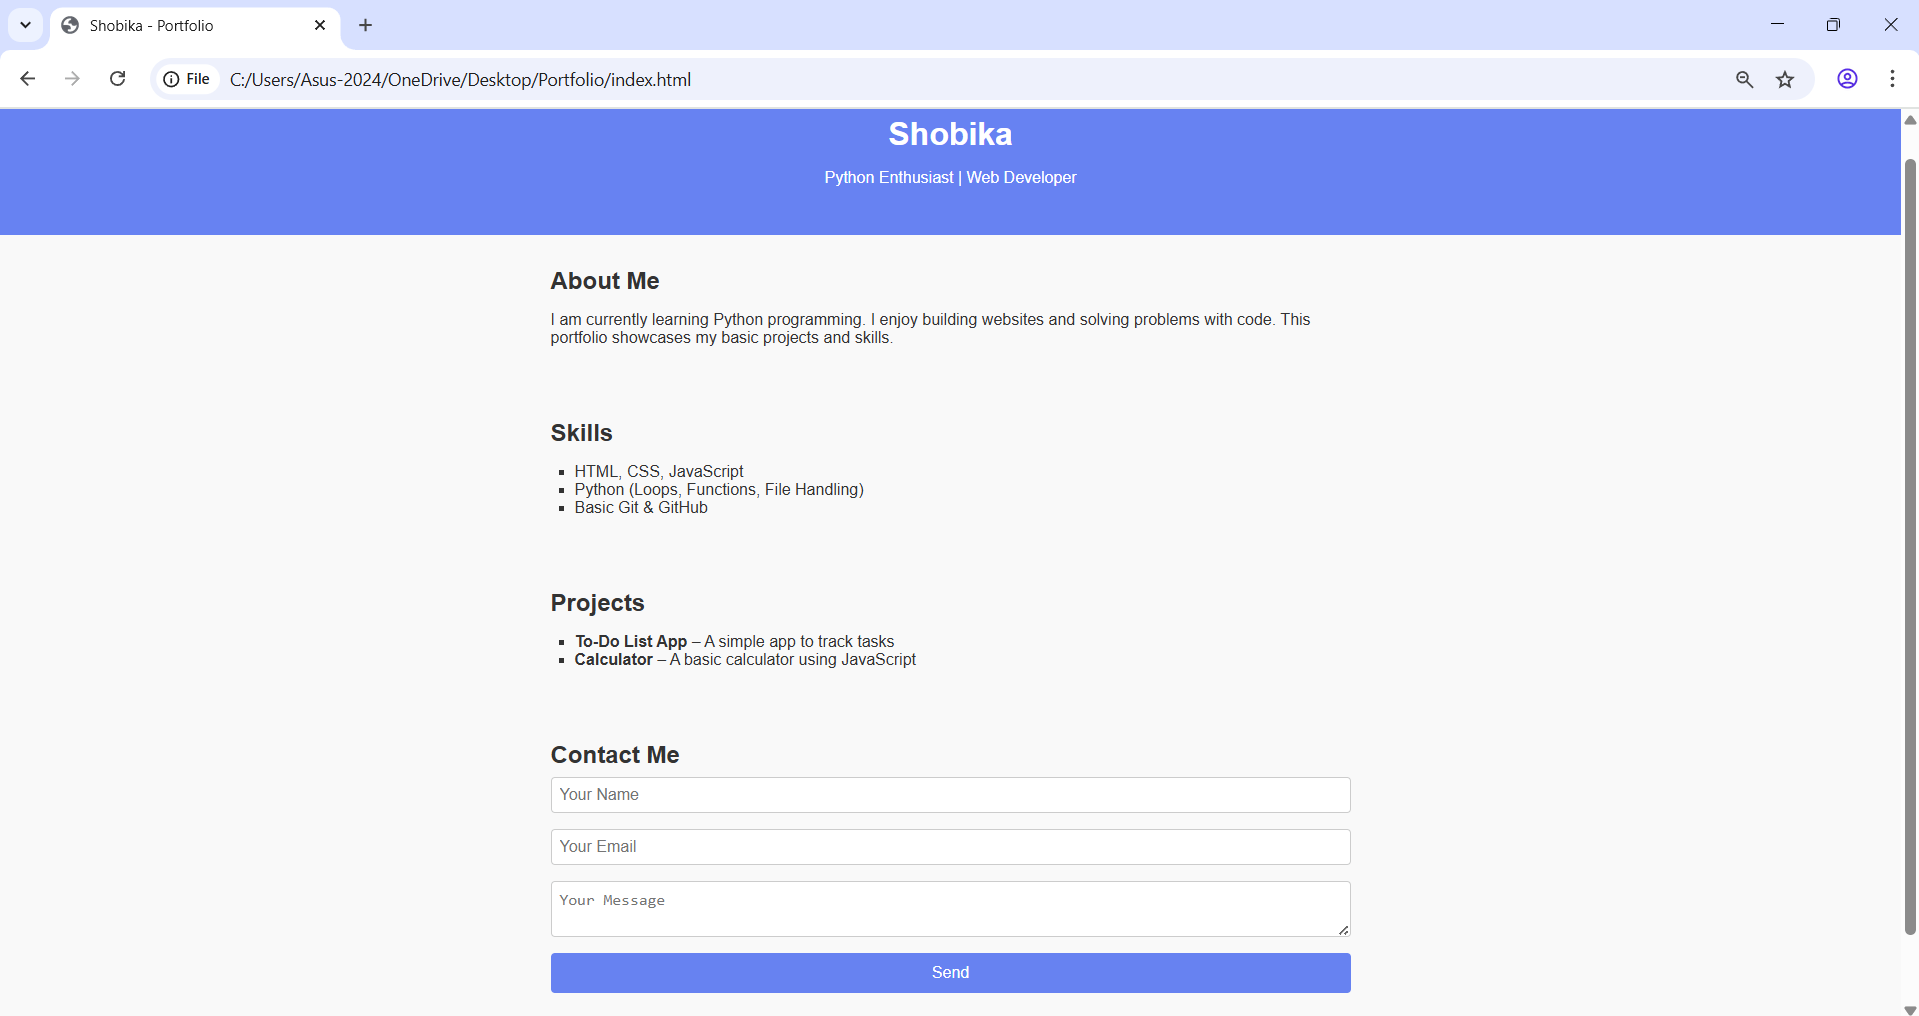 Shobika - Portfolio
File C:/Users/Asus-2024/OneDrive/Desktop/Portfolio/index.html
Shobika
Python Enthusiast | Web Developer
About Me
I am currently learning Python programming. I enjoy building websites and solving problems with code. This
portfolio showcases my basic projects and skills.
Skills
HTML, CSS, JavaScript
Python (Loops, Functions, File Handling)
Basic Git & GitHub
Projects
To-Do List App – A simple app to track tasks
Calculator – A basic calculator using JavaScript
Contact Me
Your Name
Your Email
Your Message
Send